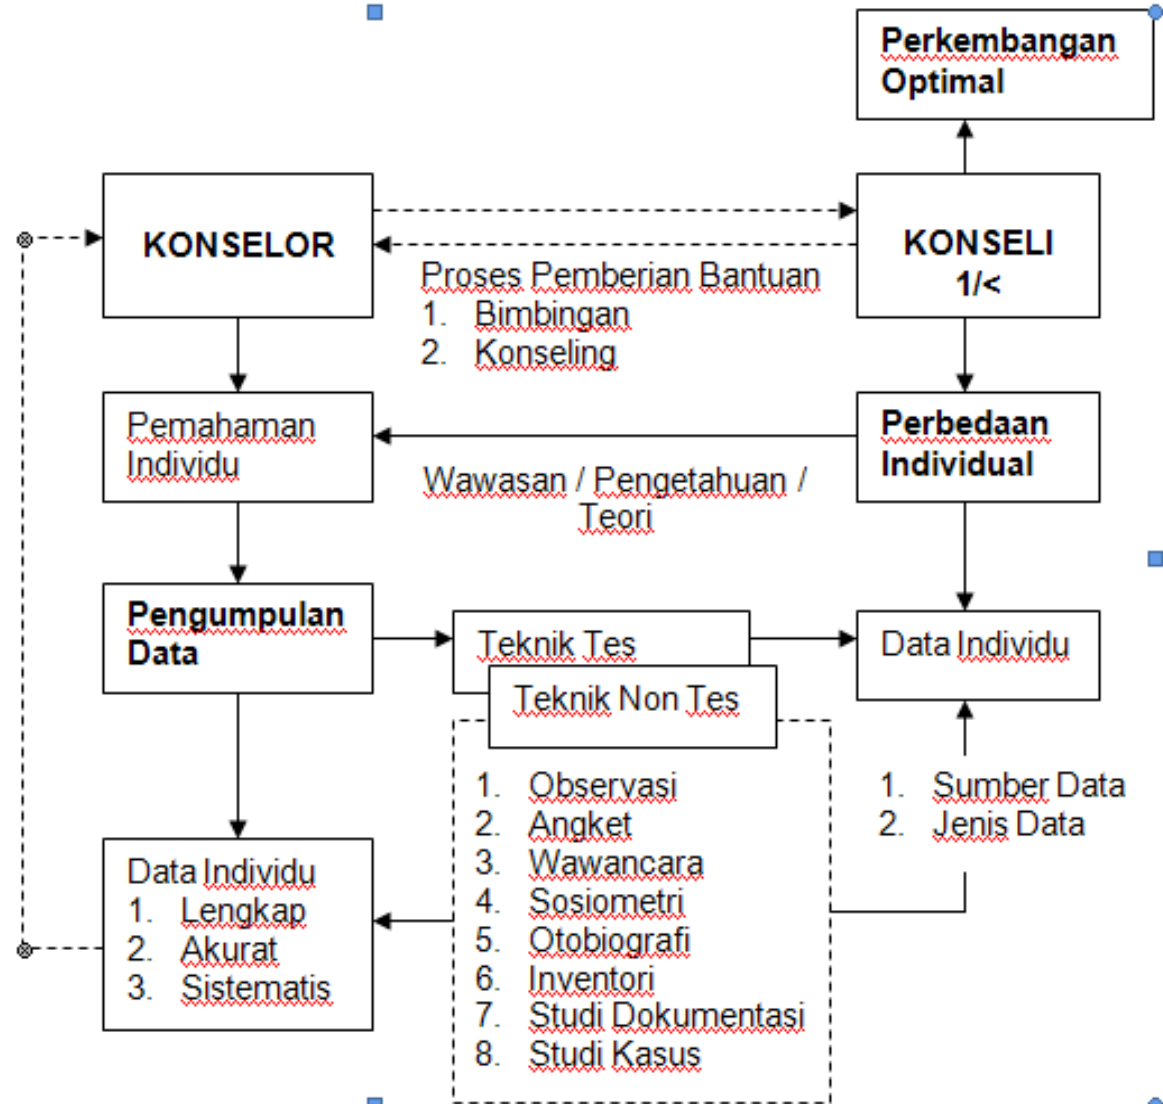 Perkembangan
Optimal
KONSELOR
KONSELI
1/<
Proses Pemberian Bantuan
1. Bimbingan
2. Konseling
Pemahaman
Individu
Perbedaan
Individual
Wawasan / Pengetahuan /
Teori
Pengumpulan
Data
Teknik Tes
Teknik Non Tes
Data Individu
1. Observasi
2. Angket
3. Wawancara
4. Sosiometri
5. Otobiografi
6. Inventori
7. Studi Dokumentasi
8. Studi Kasus
1. Sumber Data
2. Jenis Data
Data Individu
1. Lengkap
2. Akurat
3. Sistematis